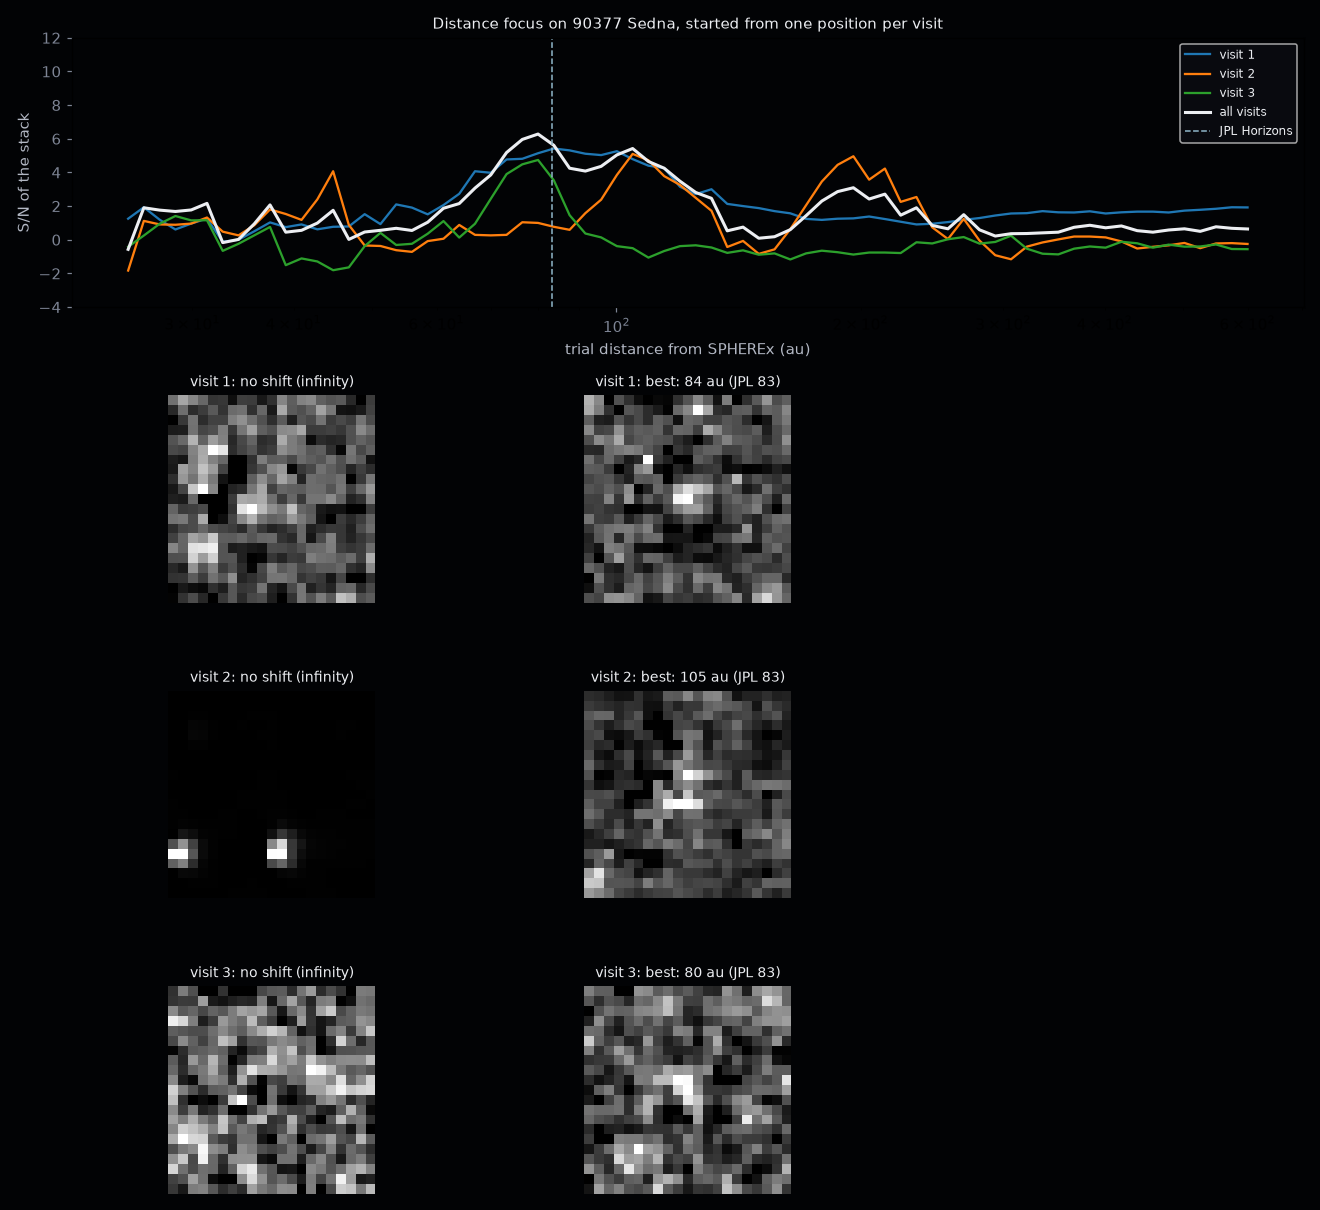 Distance focus on 90377 Sedna, started from one position per visit
12
10
8
6
4
2
0
−2
−4
S/N of the stack
visit 1
visit 2
visit 3
all visits
JPL Horizons
10²
trial distance from SPHEREx (au)
visit 1: no shift (infinity)
visit 1: best: 84 au (JPL 83)
visit 2: no shift (infinity)
visit 2: best: 105 au (JPL 83)
visit 3: no shift (infinity)
visit 3: best: 80 au (JPL 83)